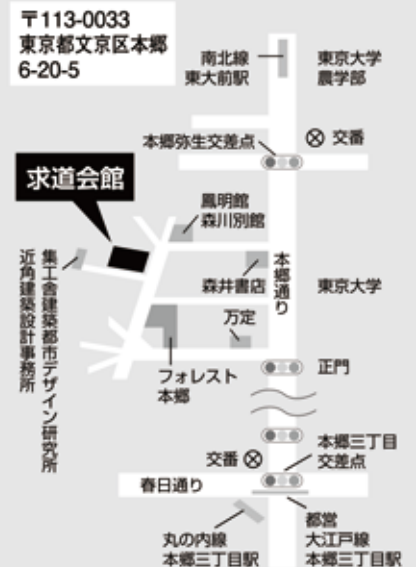 〒113-0033
東京都文京区本郷
6-20-5
南北線
東大前駅
東京大学
農学部
本郷弥生交差点
交番
求道会館
鳳明館
森川別館
本郷通り
森井書店
東京大学
万定
集工舎建築都市デザイン研究所
近角建築設計事務所
フォレスト
本郷
正門
本郷三丁目
交差点
交番
春日通り
丸の内線
本郷三丁目駅
都営
大江戸線
本郷三丁目駅